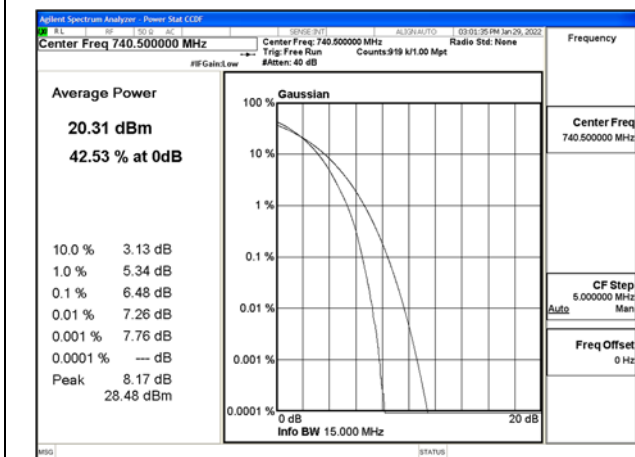 Agilent Spectrum Analyzer - Power Stat CCDF
RL RF 50 Ω AC SENSE:INT ALIGN AUTO 03:01:35 PM Jan 29, 2022
Center Freq 740.500000 MHz
Center Freq: 740.500000 MHz Radio Std: None
Trig: Free Run Counts:919 k/1.00 Mpt
#IFGain:Low #Atten: 40 dB
Frequency
Average Power
20.31 dBm
42.53 % at 0dB
10.0 % 3.13 dB
1.0 % 5.34 dB
0.1 % 6.48 dB
0.01 % 7.26 dB
0.001 % 7.76 dB
0.0001 % --- dB
Peak 8.17 dB
28.48 dBm
Gaussian
100 %
10 %
1 %
0.1 %
0.01 %
0.001 %
0.0001 %
0 dB 20 dB
Info BW 15.000 MHz
Center Freq
740.500000 MHz
CF Step
5.000000 MHz
Auto Man
Freq Offset
0 Hz
MSG STATUS